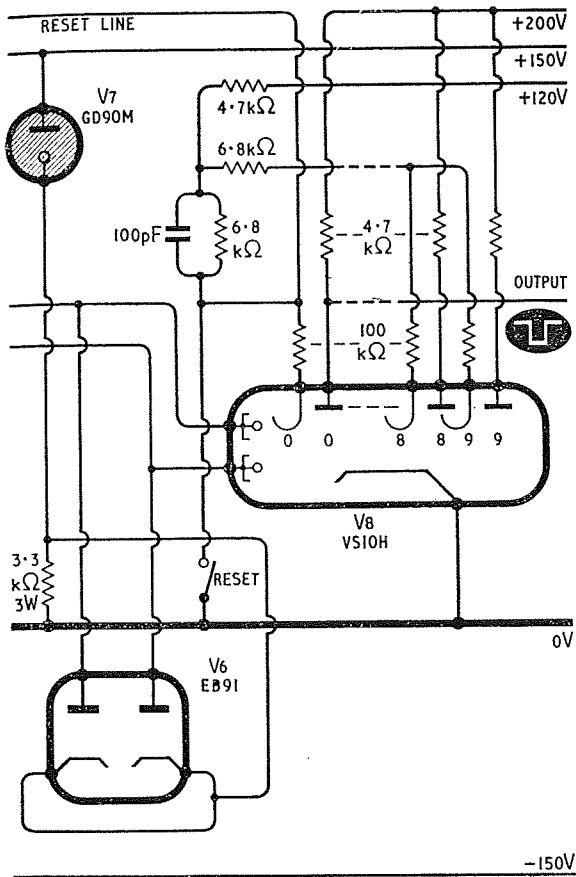 RESET LINE
+200V
+150V
V7
GD90M
4·7kΩ
+120V
6·8kΩ
100pF
6·8
kΩ
4·7
kΩ
OUTPUT
100
kΩ
0
0
8
8
9
9
V8
VS10H
3·3
kΩ
3W
RESET
0V
V6
EB91
-150V